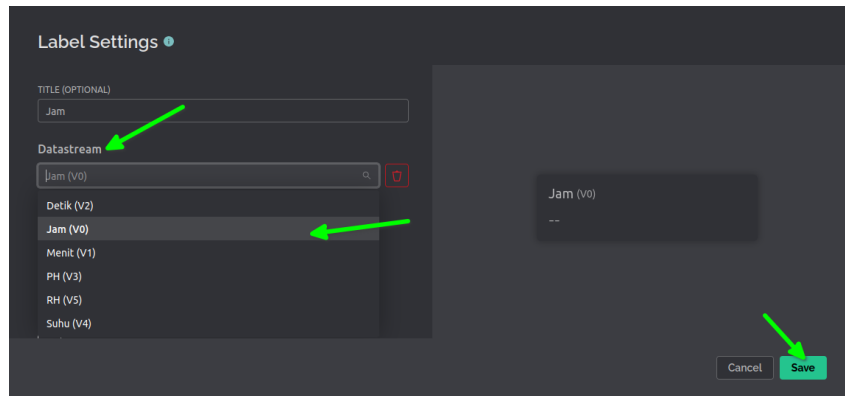 Label Settings
TITLE (OPTIONAL)
Jam
Datastream
Jam (V0)
Detik (V2)
Jam (V0)
Menit (V1)
PH (V3)
RH (V5)
Suhu (V4)
Jam (V0)
--
Cancel
Save